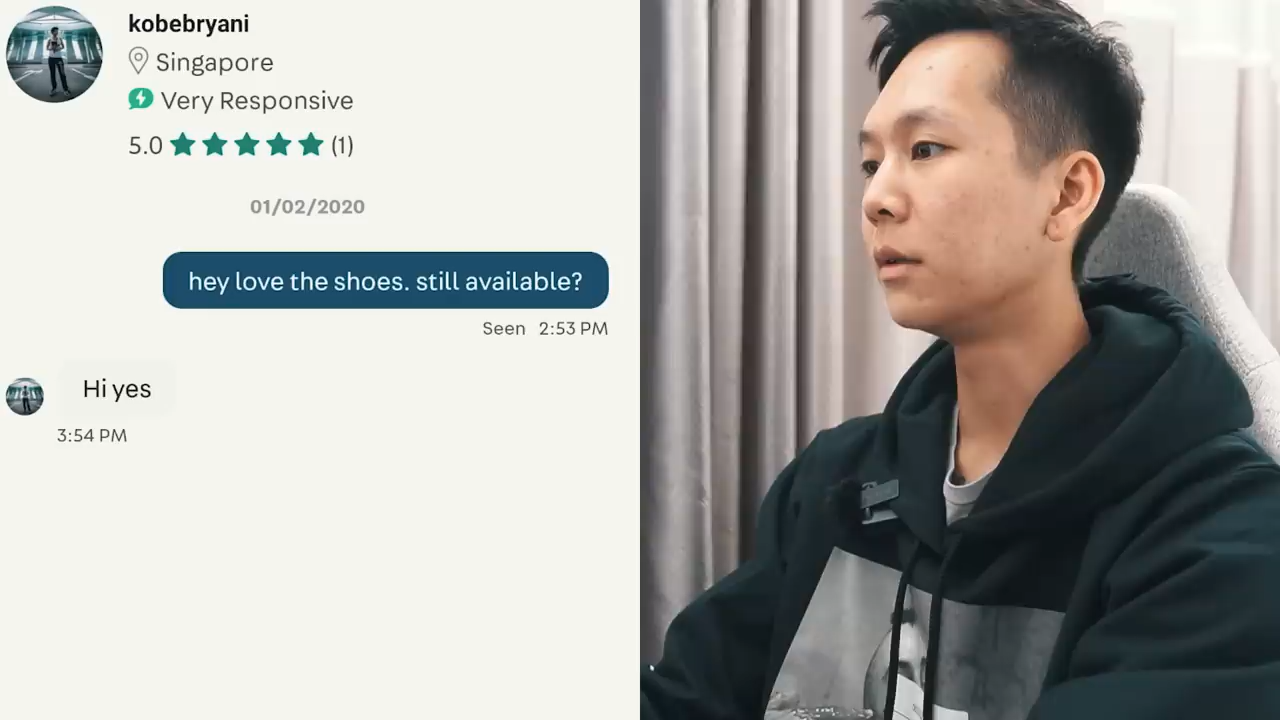 kobebryani
Singapore
Very Responsive
5.0 (1)
01/02/2020
hey love the shoes. still available?
Seen 2:53 PM
Hi yes
3:54 PM